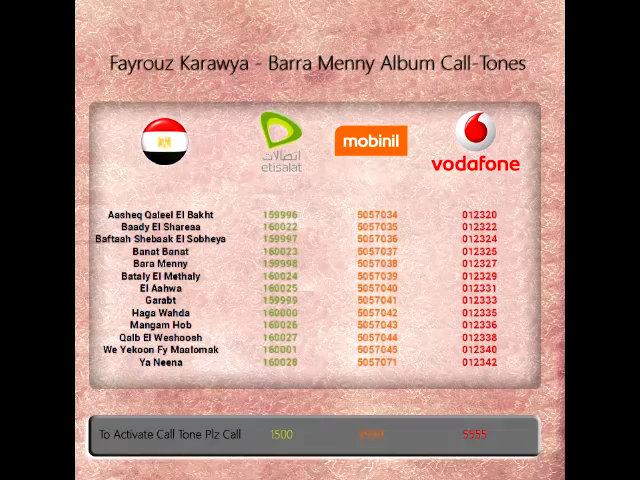 Fayrouz Karawya - Barra Menny Album Call-Tones
اتصالات
etisalat
mobinil
vodafone
Aasheq Qaleel El Bakht 159996 5057034 012320
Baady El Shareaa 160022 5057035 012322
Baftaah Shebaak El Sobheya 159997 5057036 012324
Banat Banat 160023 5057037 012325
Bara Menny 159998 5057038 012327
Bataly El Methaly 160024 5057039 012329
El Aahwa 160025 5057040 012331
Garabt 159999 5057041 012333
Haga Wahda 160000 5057042 012335
Mangam Hob 160026 5057043 012336
Qalb El Weshoosh 160027 5057044 012338
We Yekoon Fy Maalomak 160001 5057045 012340
Ya Neena 160028 5057071 012342
To Activate Call Tone Plz Call 1500 5555